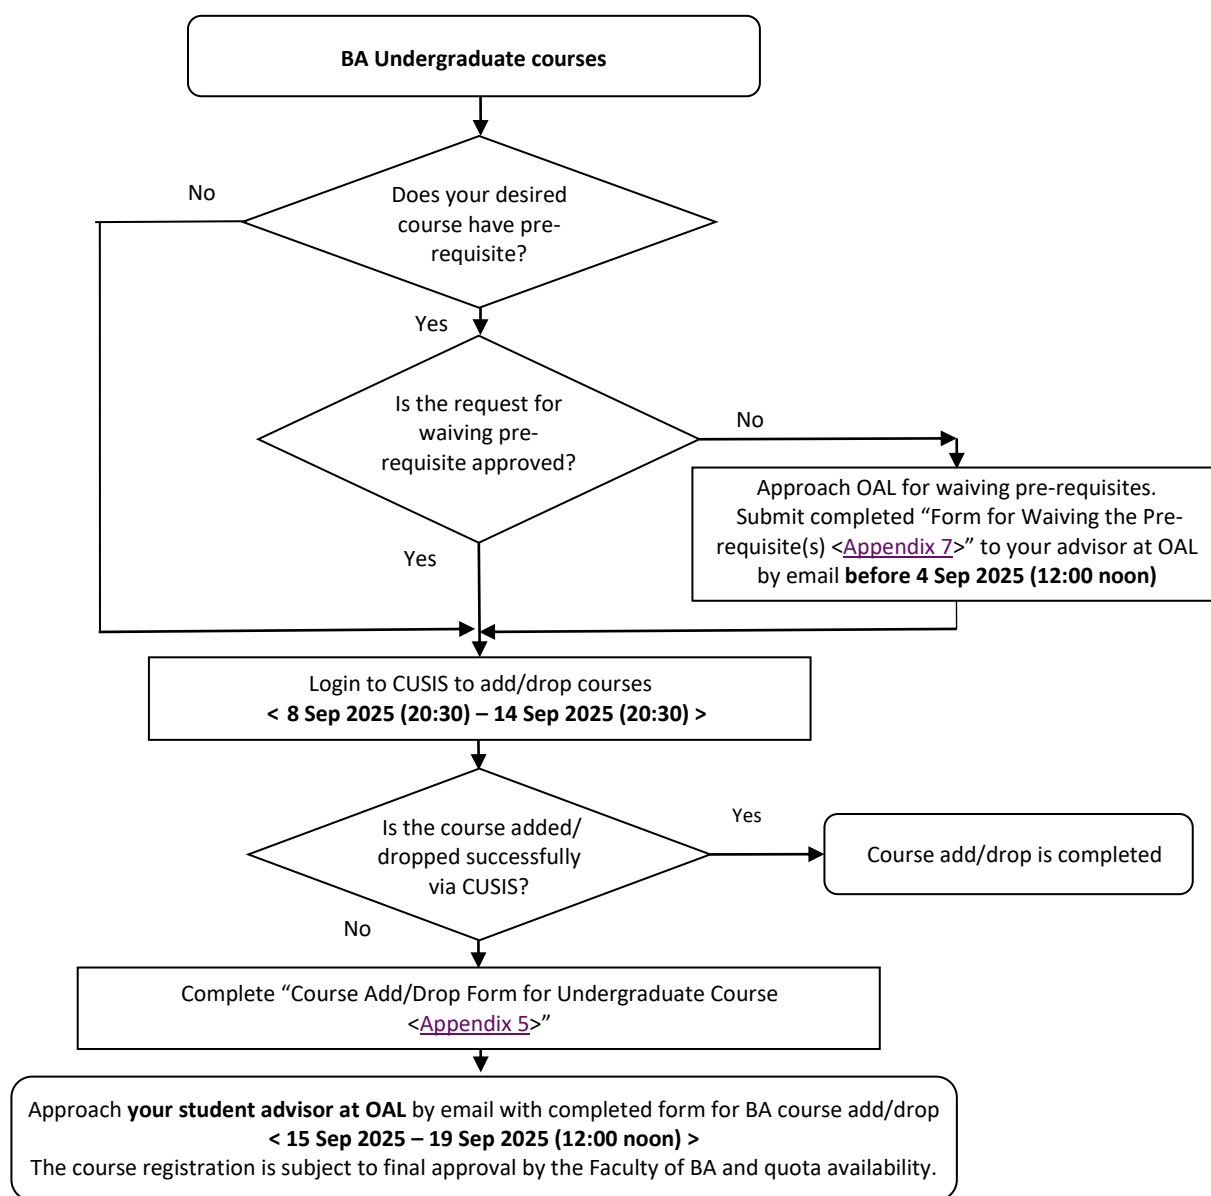 BA Undergraduate courses
No
Does your desired
course have pre-
requisite?
Yes
Is the request for
waiving pre-
requisite approved?
No
Approach OAL for waiving pre-requisites.
Submit completed “Form for Waiving the Pre-
requisite(s) <Appendix 7>” to your advisor at OAL
by email before 4 Sep 2025 (12:00 noon)
Yes
Login to CUSIS to add/drop courses
< 8 Sep 2025 (20:30) – 14 Sep 2025 (20:30) >
Is the course added/
dropped successfully
via CUSIS?
Yes
Course add/drop is completed
No
Complete “Course Add/Drop Form for Undergraduate Course
<Appendix 5>”
Approach your student advisor at OAL by email with completed form for BA course add/drop
< 15 Sep 2025 – 19 Sep 2025 (12:00 noon) >
The course registration is subject to final approval by the Faculty of BA and quota availability.